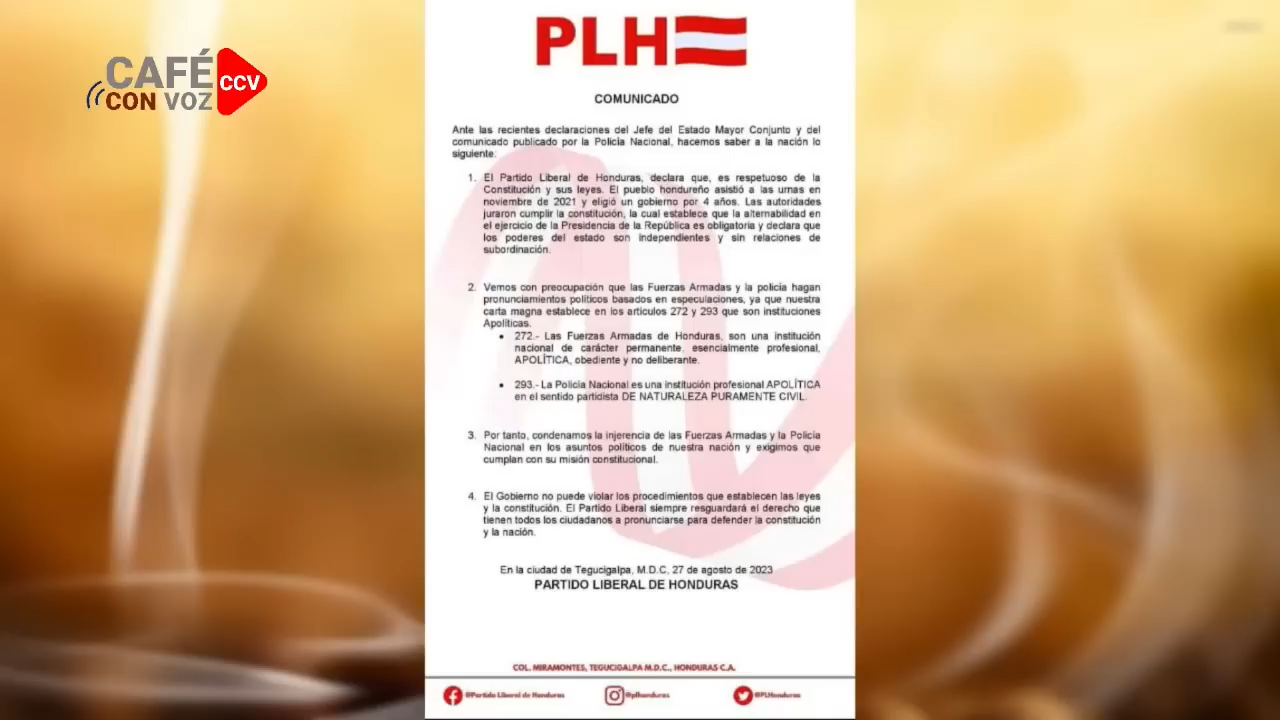 CAFÉ
CON VOZ
CCV
PLH
COMUNICADO
Ante las recientes declaraciones del Jefe del Estado Mayor Conjunto y del
comunicado publicado por la Policía Nacional, hacemos saber a la nación lo
siguiente:
1. El Partido Liberal de Honduras, declara que, es respetuoso de la
Constitución y sus leyes. El pueblo hondureño asistió a las urnas en
noviembre de 2021 y eligió un gobierno por 4 años. Las autoridades
juraron cumplir la constitución, la cual establece que la alternabilidad en
el ejercicio de la Presidencia de la República es obligatoria y declara que
los poderes del estado son independientes y sin relaciones de
subordinación.
2. Vemos con preocupación que las Fuerzas Armadas y la policía hagan
pronunciamientos políticos basados en especulaciones, ya que nuestra
carta magna establece en los artículos 272 y 293 que son instituciones
Apolíticas.
• 272.- Las Fuerzas Armadas de Honduras, son una institución
nacional de carácter permanente, esencialmente profesional,
APOLÍTICA, obediente y no deliberante.
• 293.- La Policía Nacional es una institución profesional APOLÍTICA
en el sentido partidista DE NATURALEZA PURAMENTE CIVIL.
3. Por tanto, condenamos la injerencia de las Fuerzas Armadas y la Policía
Nacional en los asuntos políticos de nuestra nación y exigimos que
cumplan con su misión constitucional.
4. El Gobierno no puede violar los procedimientos que establecen las leyes
y la constitución. El Partido Liberal siempre resguardará el derecho que
tienen todos los ciudadanos a pronunciarse para defender la constitución
y la nación.
En la ciudad de Tegucigalpa, M.D.C, 27 de agosto de 2023
PARTIDO LIBERAL DE HONDURAS
COL. MIRAMONTES, TEGUCIGALPA M.D.C., HONDURAS C.A.
@Partido Liberal de Honduras @plhonduras @PLHonduras